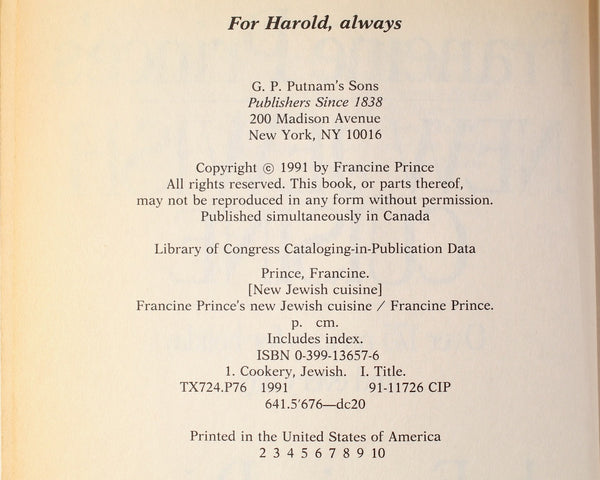 For Harold, always
G. P. Putnam's Sons
Publishers Since 1838
200 Madison Avenue
New York, NY 10016
Copyright © 1991 by Francine Prince
All rights reserved. This book, or parts thereof,
may not be reproduced in any form without permission.
Published simultaneously in Canada
Library of Congress Cataloging-in-Publication Data
Prince, Francine.
[New Jewish cuisine]
Francine Prince's new Jewish cuisine / Francine Prince.
p. cm.
Includes index.
ISBN 0-399-13657-6
1. Cookery, Jewish. I. Title.
TX724.P76 1991 91-11726 CIP
641.5′676—dc20
Printed in the United States of America
2 3 4 5 6 7 8 9 10